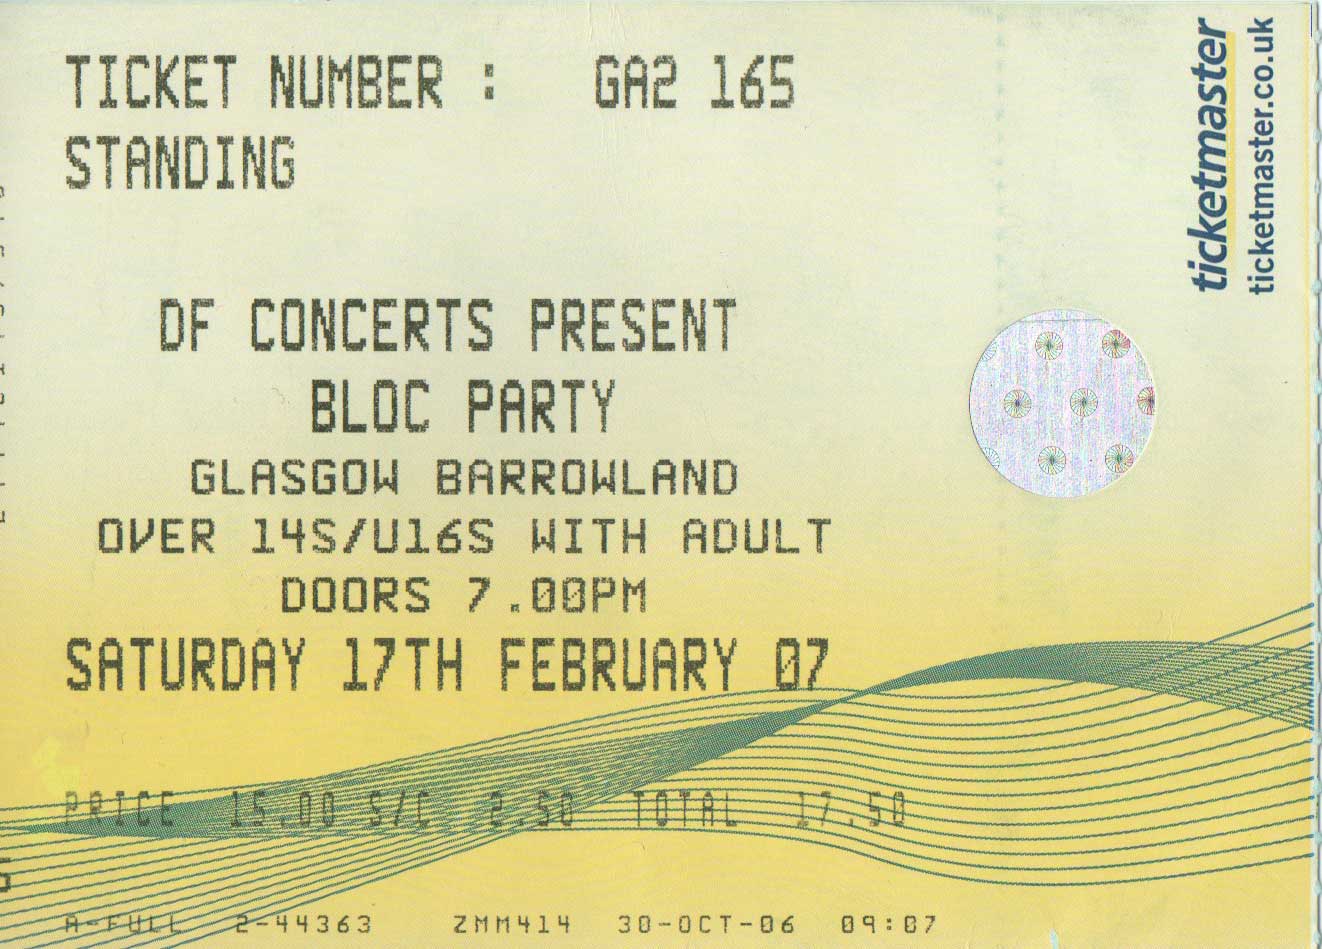 TICKET NUMBER : GA2 165
STANDING
DF CONCERTS PRESENT
BLOC PARTY
GLASGOW BARROWLAND
OVER 14S/U16S WITH ADULT
DOORS 7.00PM
SATURDAY 17TH FEBRUARY 07
PRICE 15.00 S/C 2.50 TOTAL 17.50
A-FULL 2-44363 ZMM414 30-OCT-06 09:07
ticketmaster
ticketmaster.co.uk